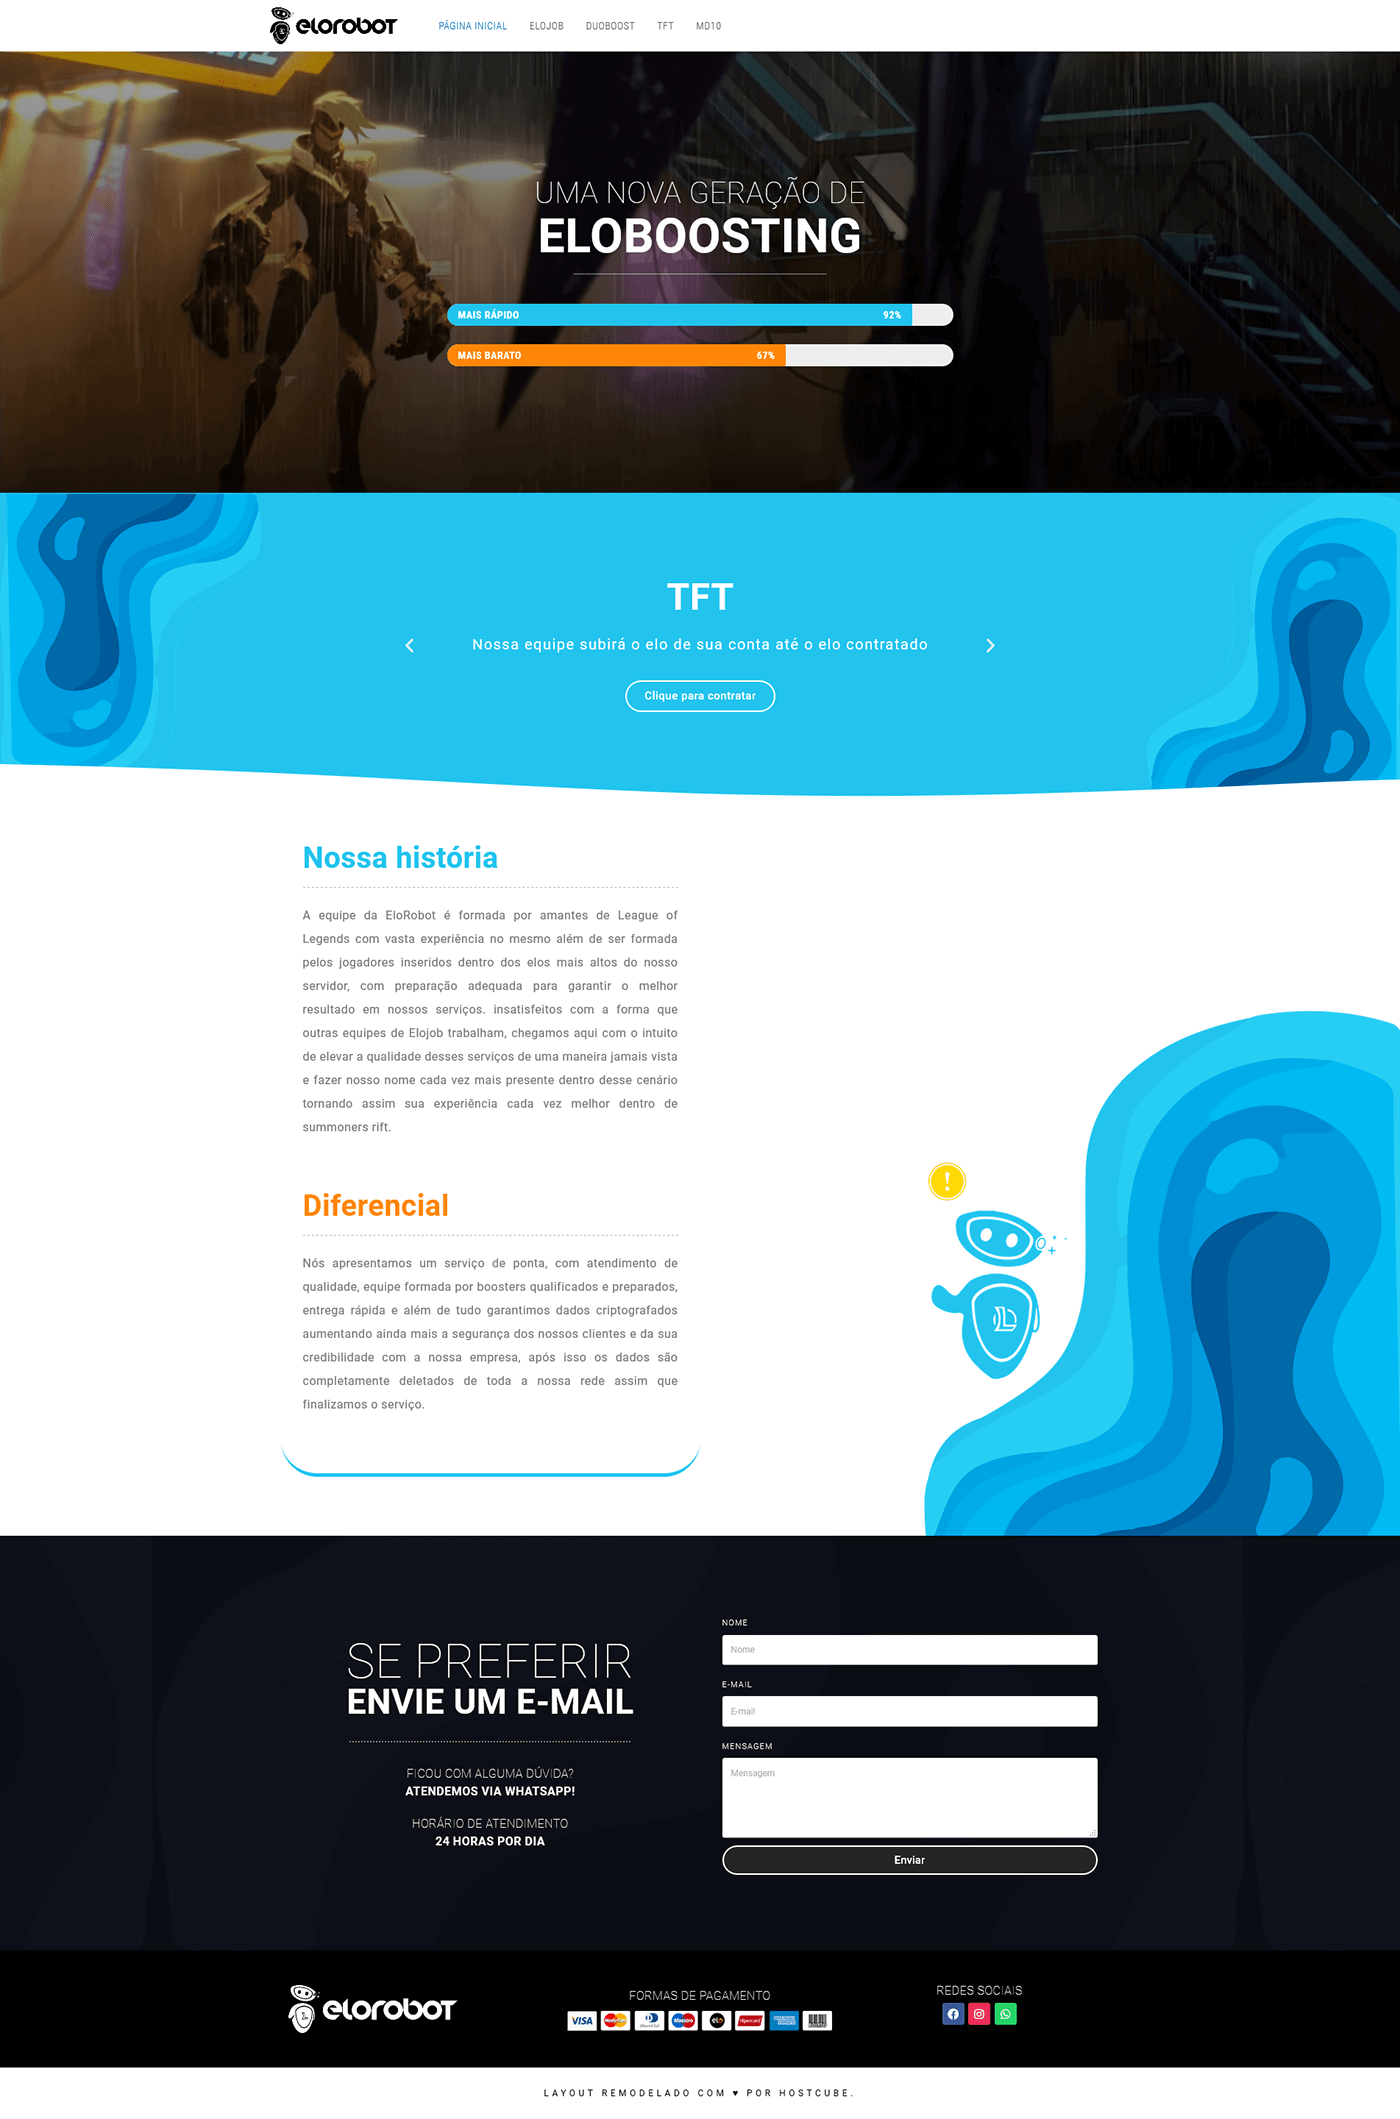 elorobot
PÁGINA INICIAL ELOJOB DUOBOOST TFT MD10
UMA NOVA GERAÇÃO DE
ELOBOOSTING
MAIS RÁPIDO 92%
MAIS BARATO 67%
TFT
Nossa equipe subirá o elo de sua conta até o elo contratado
Clique para contratar
Nossa história
A equipe da EloRobot é formada por amantes de League of
Legends com vasta experiência no mesmo além de ser formada
pelos jogadores inseridos dentro dos elos mais altos do nosso
servidor, com preparação adequada para garantir o melhor
resultado em nossos serviços. insatisfeitos com a forma que
outras equipes de Elojob trabalham, chegamos aqui com o intuito
de elevar a qualidade desses serviços de uma maneira jamais vista
e fazer nosso nome cada vez mais presente dentro desse cenário
tornando assim sua experiência cada vez melhor dentro de
summoners rift.
Diferencial
Nós apresentamos um serviço de ponta, com atendimento de
qualidade, equipe formada por boosters qualificados e preparados,
entrega rápida e além de tudo garantimos dados criptografados
aumentando ainda mais a segurança dos nossos clientes e da sua
credibilidade com a nossa empresa, após isso os dados são
completamente deletados de toda a nossa rede assim que
finalizamos o serviço.
!
L
SE PREFERIR
ENVIE UM E-MAIL
FICOU COM ALGUMA DÚVIDA?
ATENDEMOS VIA WHATSAPP!
HORÁRIO DE ATENDIMENTO
24 HORAS POR DIA
NOME
Nome
E-MAIL
E-mail
MENSAGEM
Mensagem
Enviar
elorobot
FORMAS DE PAGAMENTO
VISA MasterCard Diners Club Maestro elo Hipercard
REDES SOCIAIS
LAYOUT REMODELADO COM ♥ POR HOSTCUBE.